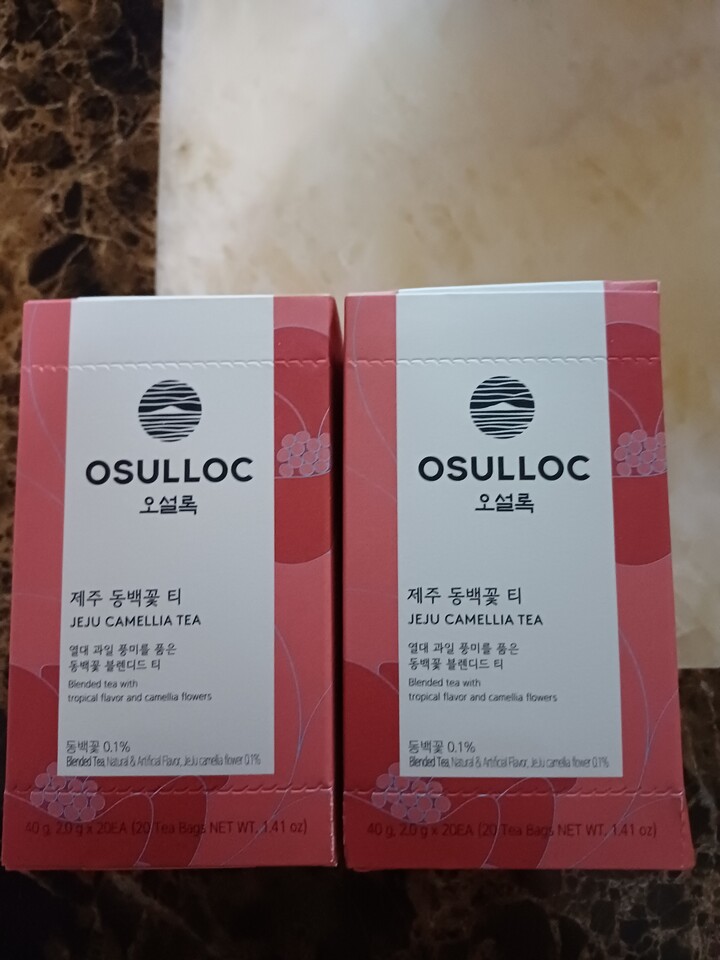 OSULLOC
오설록
제주 동백꽃 티
JEJU CAMELLIA TEA
열대 과일 풍미를 품은
동백꽃 블렌디드 티
Blended tea with
tropical flavor and camellia flowers
동백꽃 0.1%
Blended Tea, Natural & Artificial Flavor, JeJu camellia flower 0.1%
40 g, 2.0 g x 20EA (20 Tea Bags NET WT. 1.41 oz)
OSULLOC
오설록
제주 동백꽃 티
JEJU CAMELLIA TEA
열대 과일 풍미를 품은
동백꽃 블렌디드 티
Blended tea with
tropical flavor and camellia flowers
동백꽃 0.1%
Blended Tea, Natural & Artificial Flavor, JeJu camellia flower 0.1%
40 g, 2.0 g x 20EA (20 Tea Bags NET WT. 1.41 oz)